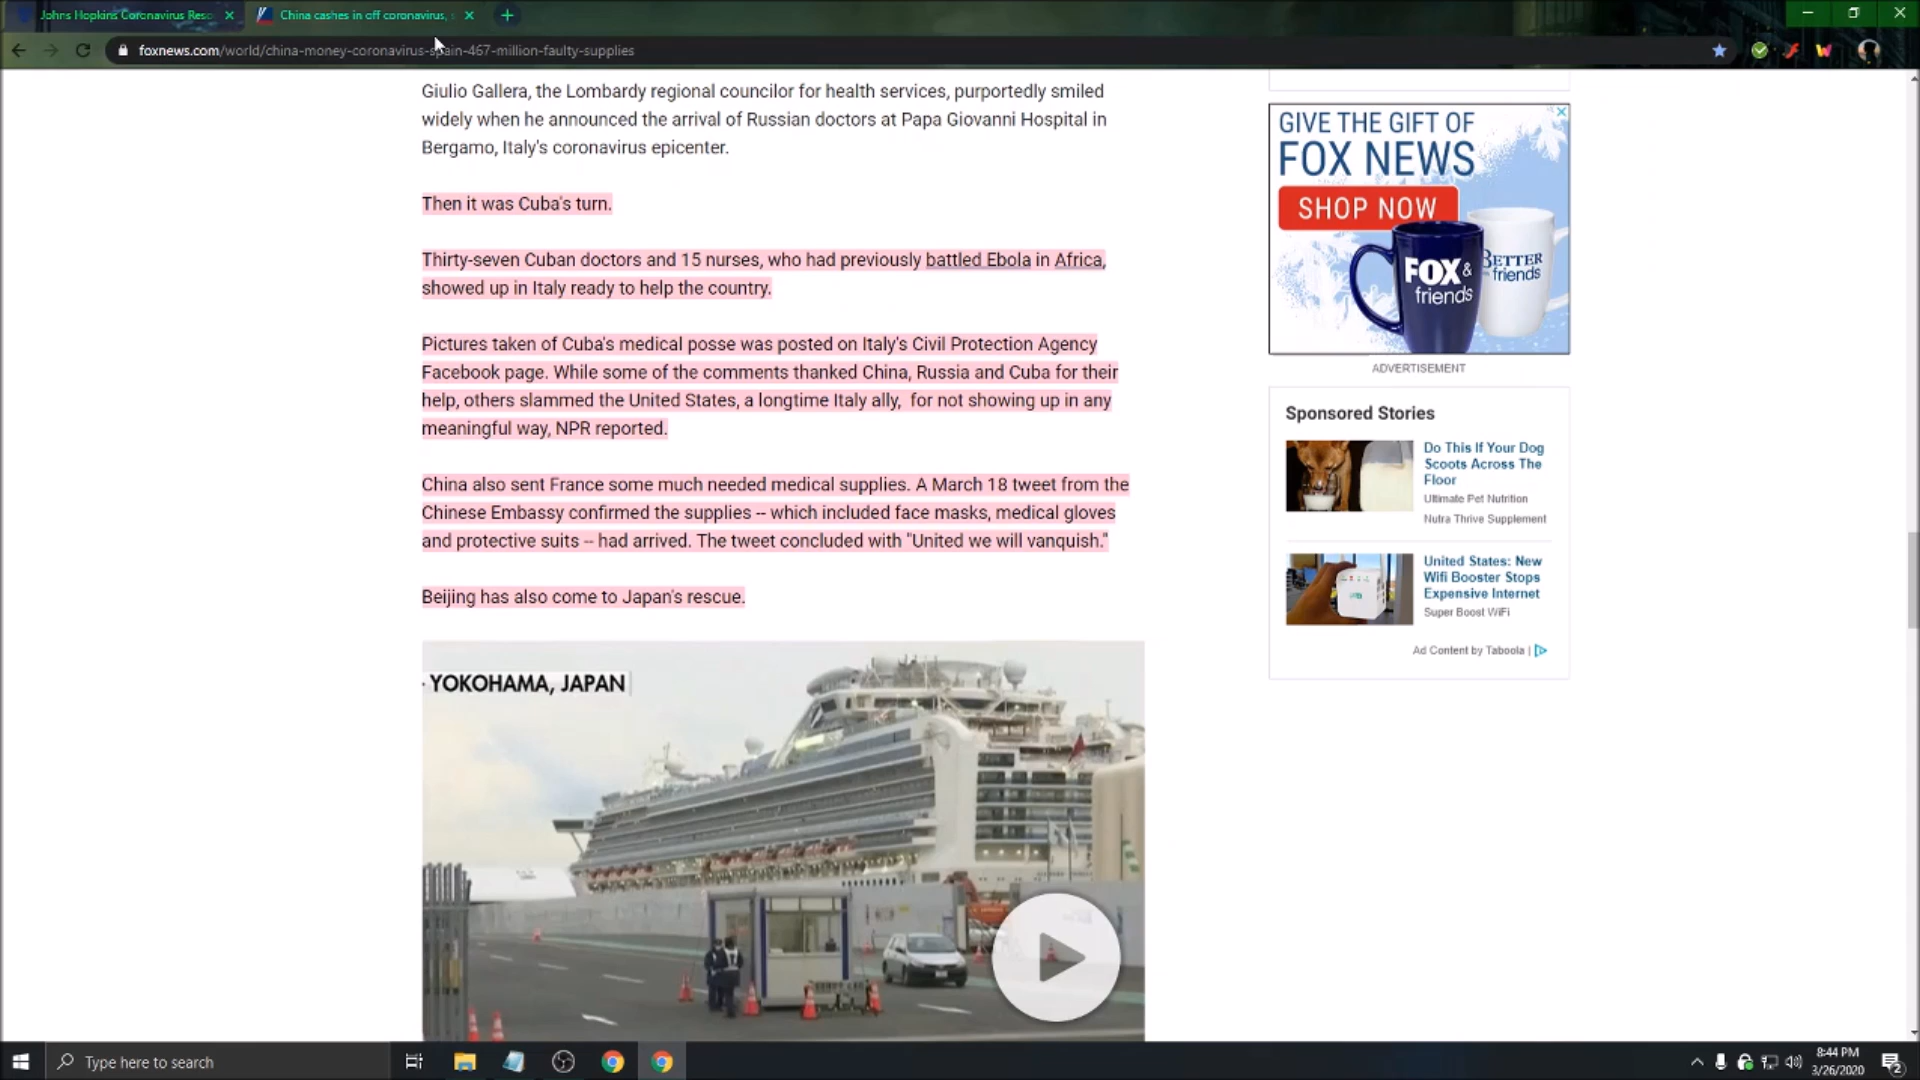 Johns Hopkins Coronavirus Reso
China cashes in off coronavirus, s
foxnews.com/world/china-money-coronavirus-spain-467-million-faulty-supplies
Giulio Gallera, the Lombardy regional councilor for health services, purportedly smiled
widely when he announced the arrival of Russian doctors at Papa Giovanni Hospital in
Bergamo, Italy's coronavirus epicenter.
Then it was Cuba's turn.
Thirty-seven Cuban doctors and 15 nurses, who had previously battled Ebola in Africa,
showed up in Italy ready to help the country.
Pictures taken of Cuba's medical posse was posted on Italy's Civil Protection Agency
Facebook page. While some of the comments thanked China, Russia and Cuba for their
help, others slammed the United States, a longtime Italy ally,  for not showing up in any
meaningful way, NPR reported.
China also sent France some much needed medical supplies. A March 18 tweet from the
Chinese Embassy confirmed the supplies -- which included face masks, medical gloves
and protective suits -- had arrived. The tweet concluded with "United we will vanquish."
Beijing has also come to Japan's rescue.
YOKOHAMA, JAPAN
GIVE THE GIFT OF
FOX NEWS
SHOP NOW
FOX &
friends
BETTER
friends
ADVERTISEMENT
Sponsored Stories
Do This If Your Dog
Scoots Across The
Floor
Ultimate Pet Nutrition
Nutra Thrive Supplement
United States: New
Wifi Booster Stops
Expensive Internet
Super Boost WiFi
Ad Content by Taboola |
Type here to search
8:44 PM
3/26/2020
2